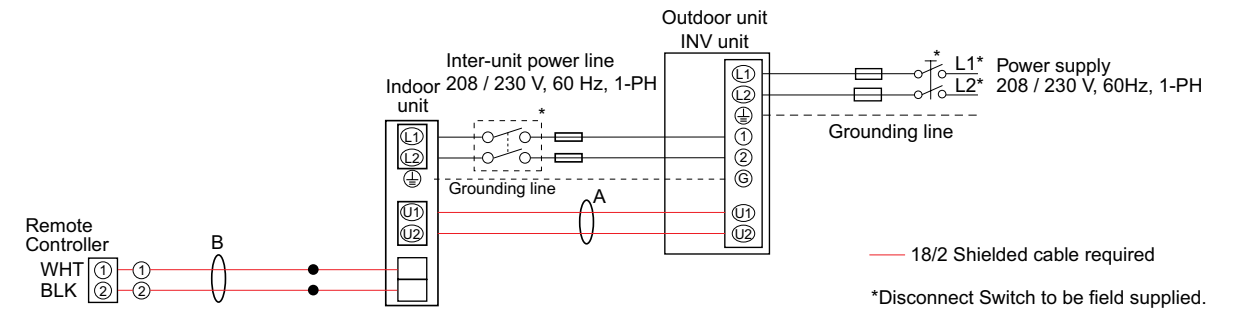 Outdoor unit
INV unit
Inter-unit power line
208 / 230 V, 60 Hz, 1-PH
Indoor
unit
*
L1
L2
L1*
L2*
Power supply
208 / 230 V, 60Hz, 1-PH
Grounding line
*
L1
L2
1
2
G
Grounding line
A
U1
U2
U1
U2
Remote
Controller
B
WHT 1 1
BLK 2 2
18/2 Shielded cable required
*Disconnect Switch to be field supplied.